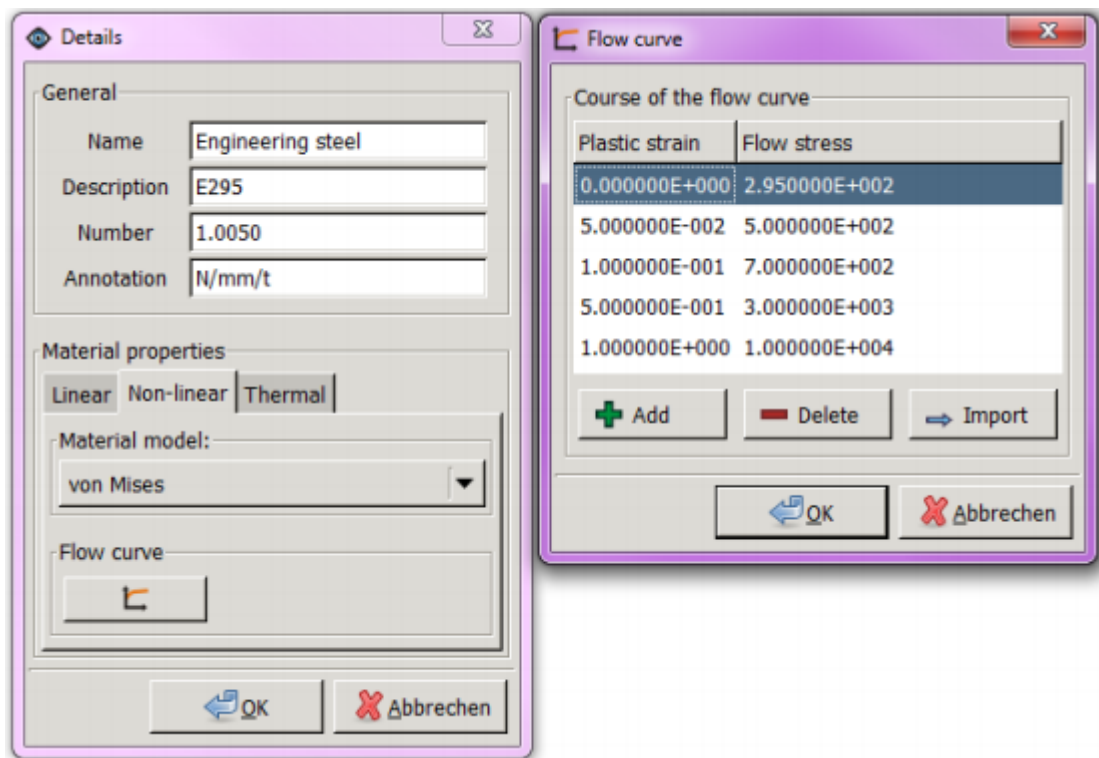 Details
General
Name Engineering steel
Description E295
Number 1.0050
Annotation N/mm/t
Material properties
Linear Non-linear Thermal
Material model:
von Mises
Flow curve
OK Abbrechen
Flow curve
Course of the flow curve
Plastic strain Flow stress
0.000000E+000 2.950000E+002
5.000000E-002 5.000000E+002
1.000000E-001 7.000000E+002
5.000000E-001 3.000000E+003
1.000000E+000 1.000000E+004
Add Delete Import
OK Abbrechen